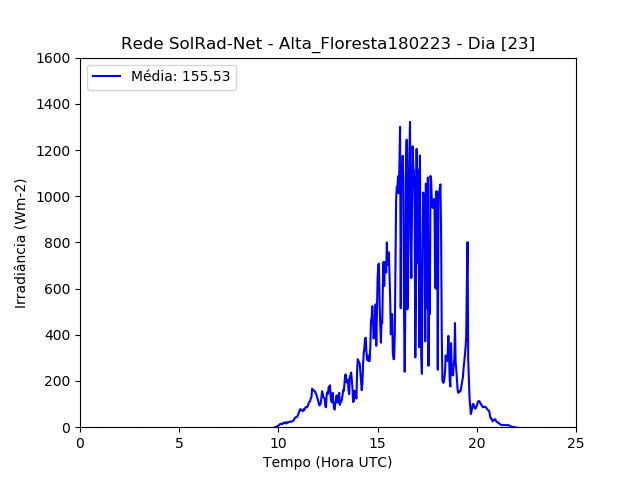 Rede SolRad-Net - Alta_Floresta180223 - Dia [23]
Média: 155.53
Irradiância (Wm-2)
1600
1400
1200
1000
800
600
400
200
0
0 5 10 15 20 25
Tempo (Hora UTC)